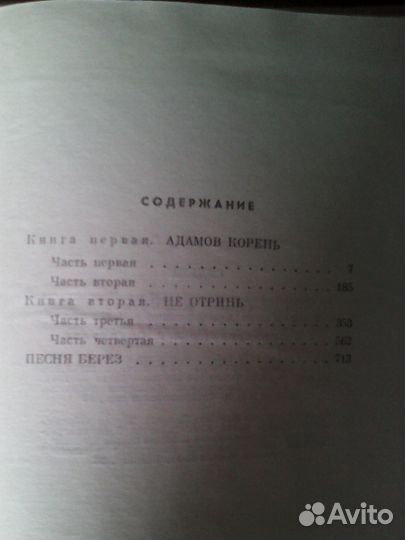 СОДЕРЖАНИЕ
Книга первая. АДАМОВ КОРЕНЬ
Часть первая . . . . . . . . . . . . . . . 7
Часть вторая . . . . . . . . . . . . . . . 185
Книга вторая. НЕ ОТРИНЬ
Часть третья . . . . . . . . . . . . . . . 353
Часть четвертая . . . . . . . . . . . . . 562
ПЕСНЯ БЕРЕЗ . . . . . . . . . . . . . . . 713
Avito